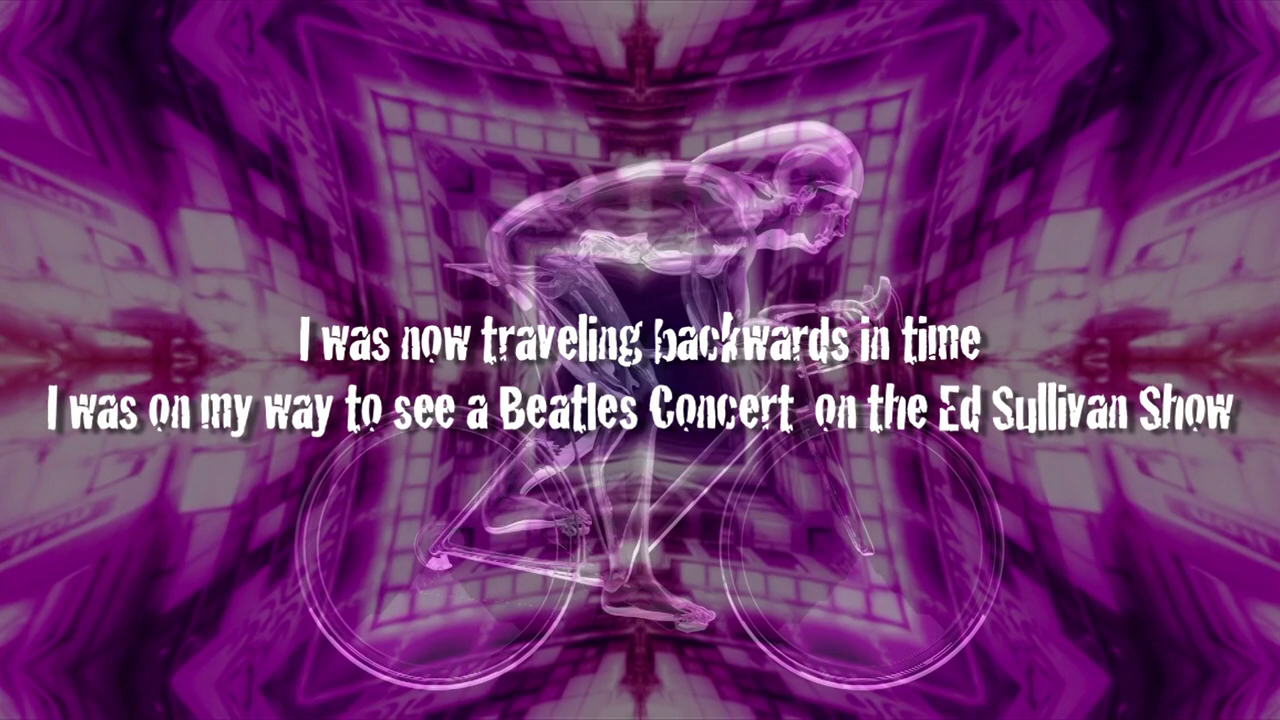 I was now traveling backwards in time
I was on my way to see a Beatles Concert on the Ed Sullivan Show